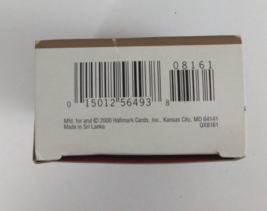 08161
0 15012 56493 8
Mfd. for and © 2000 Hallmark Cards, Inc., Kansas City, MO 64141
Made in Sri Lanka QX8161